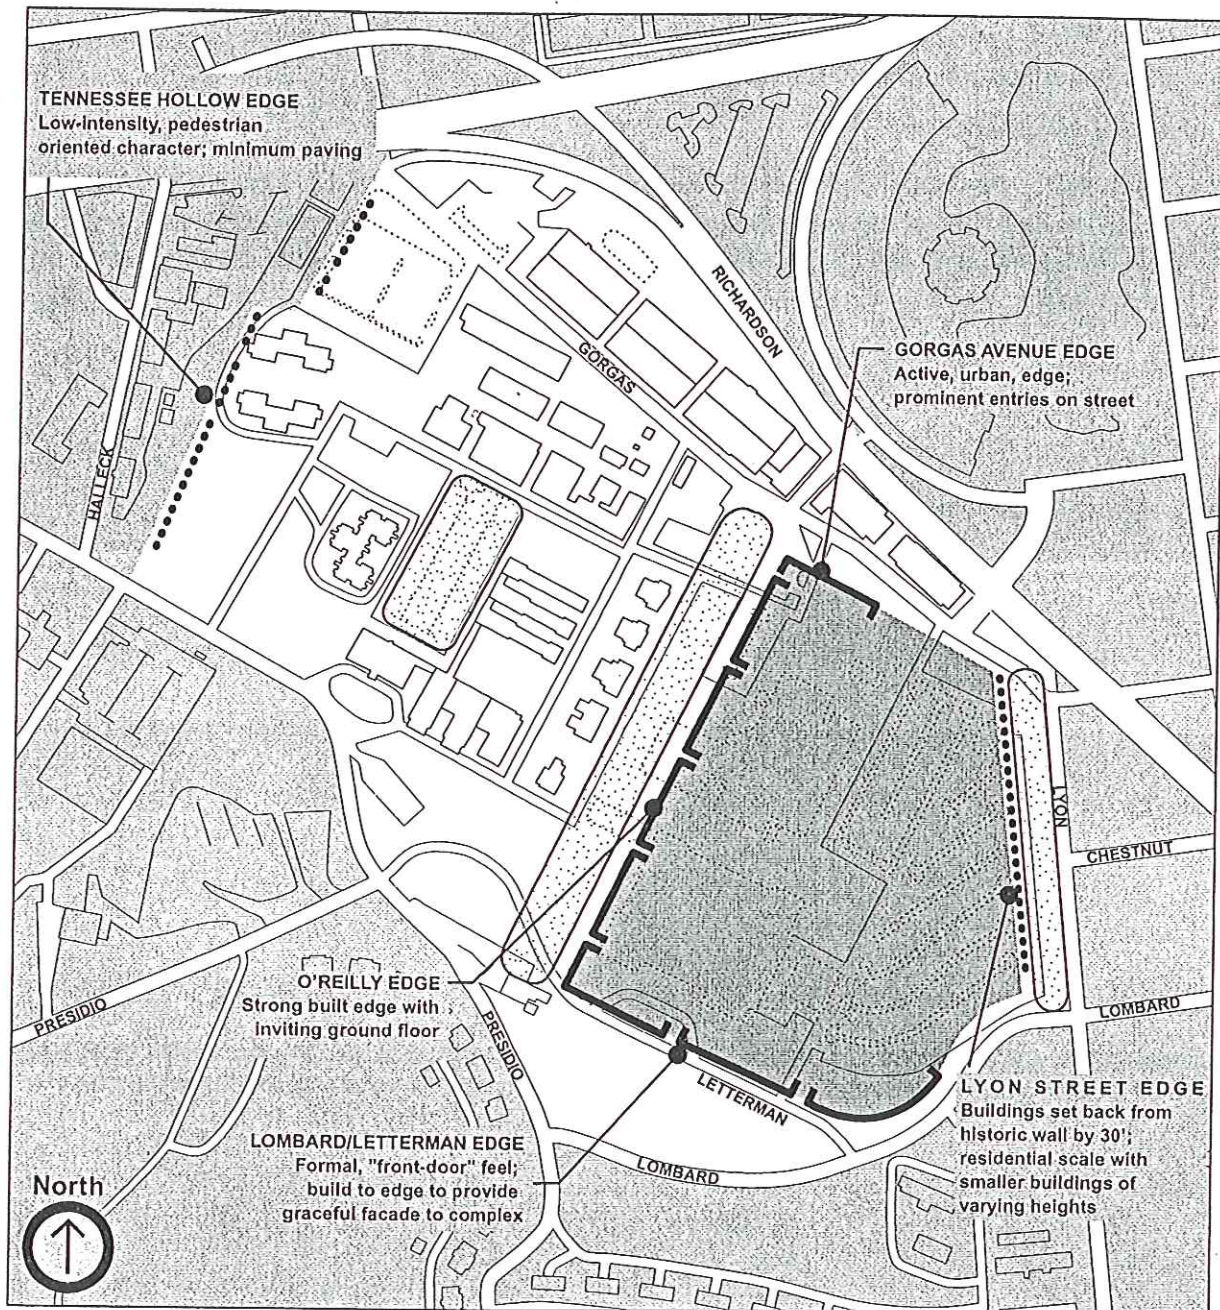 TENNESSEE HOLLOW EDGE
Low-intensity, pedestrian
oriented character; minimum paving
RICHARDSON
GORGAS
GORGAS AVENUE EDGE
Active, urban, edge;
prominent entries on street
HALLECK
LYON
CHESTNUT
O'REILLY EDGE
Strong built edge with
inviting ground floor
PRESIDIO
PRESIDIO
LOMBARD
LETTERMAN
LYON STREET EDGE
Buildings set back from
historic wall by 30';
residential scale with
smaller buildings of
varying heights
LOMBARD/LETTERMAN EDGE
Formal, "front-door" feel;
build to edge to provide
graceful facade to complex
LOMBARD
North